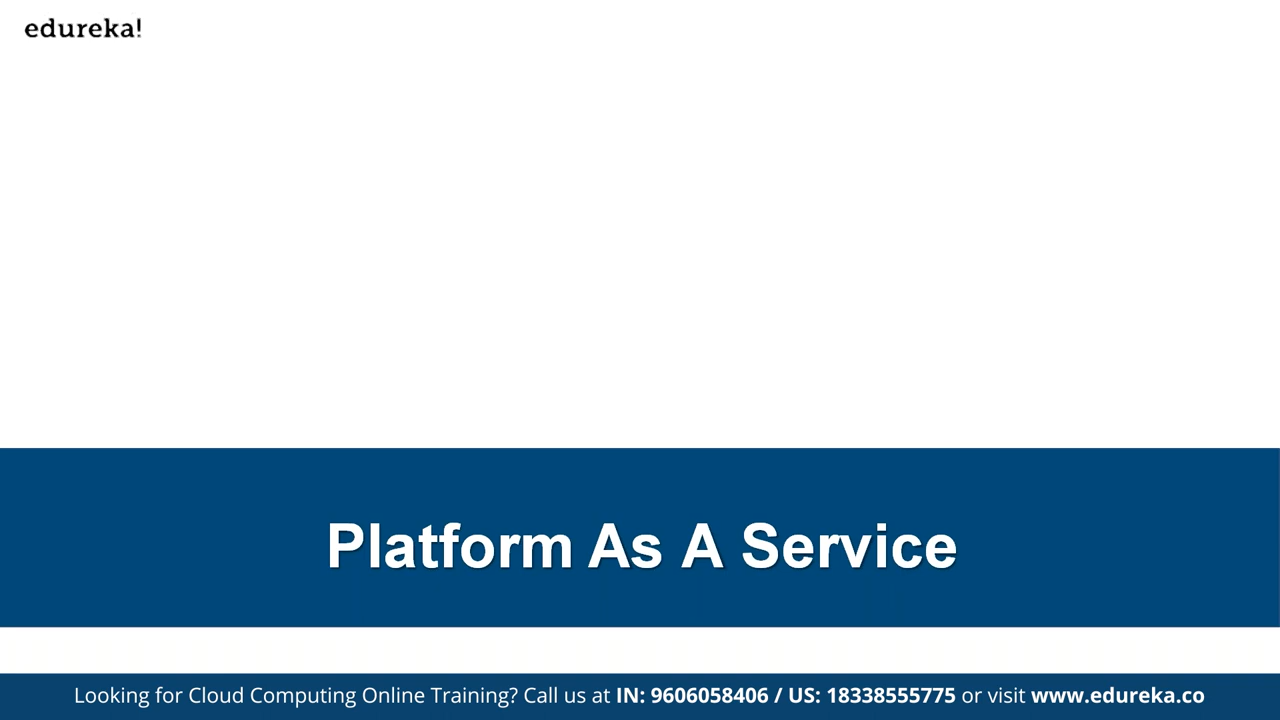 edureka!
Platform As A Service
Looking for Cloud Computing Online Training? Call us at IN: 9606058406 / US: 18338555775 or visit www.edureka.co